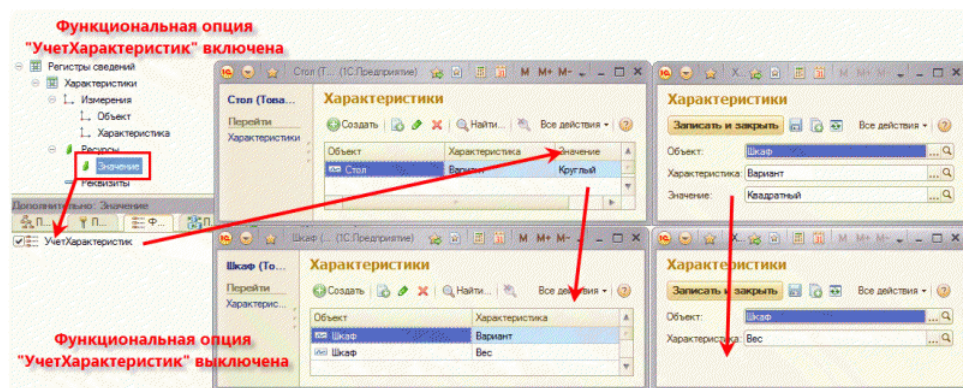 Функциональная опция
"УчетХарактеристик" включена
Регистры сведений
Характеристики
Измерения
Объект
Характеристика
Ресурсы
Значение
Реквизиты
Дополнительно: Значение
П...
П...
Ф...
П
УчетХарактеристик
Функциональная опция
"УчетХарактеристик" выключена
Стол (Т... (1С:Предприятие)
M M+ M-
Стол (Това...
Перейти
Характеристики
Характеристики
Создать
Найти...
Все действия
Объект Характеристика Значение
Стол Вариант Круглый
Х...
M M+ M-
Характеристики
Записать и закрыть
Все действия
Объект: Шкаф
Характеристика: Вариант
Значение: Квадратный
Шкаф (... (1С:Предприятие)
M M+ M-
Шкаф (То...
Перейти
Характерис...
Характеристики
Создать
Найти...
Все действия
Объект Характеристика
Шкаф Вариант
Шкаф Вес
Х...
M M+ M-
Характеристики
Записать и закрыть
Все действия
Объект: Шкаф
Характеристика: Вес